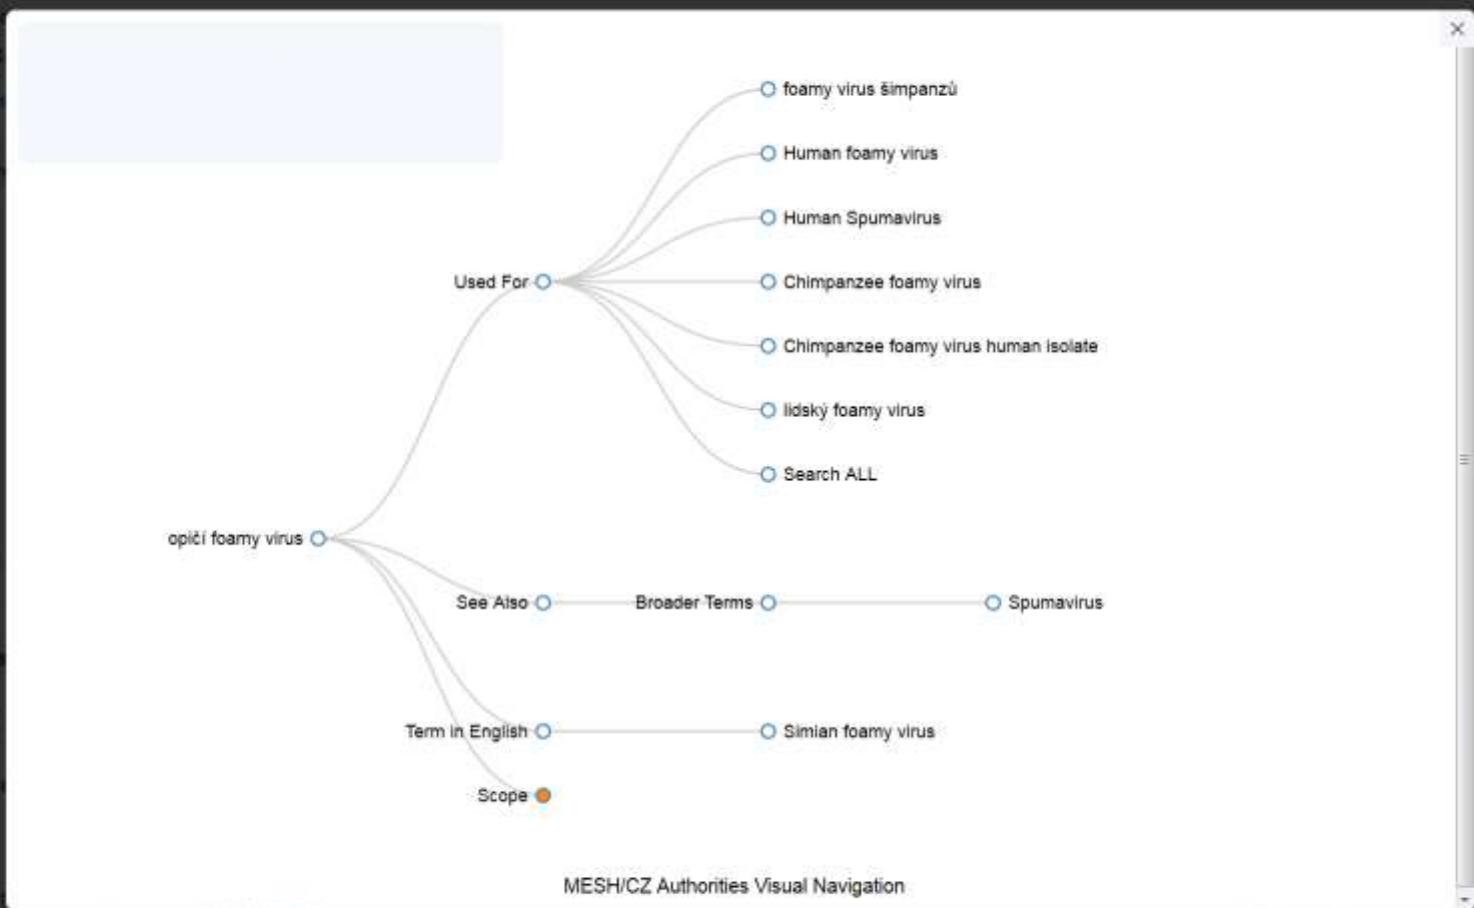 foamy virus šimpanzů
Human foamy virus
Human Spumavirus
Used For
Chimpanzee foamy virus
Chimpanzee foamy virus human isolate
lidský foamy virus
Search ALL
opičí foamy virus
See Also
Broader Terms
Spumavirus
Term in English
Simian foamy virus
Scope
MESH/CZ Authorities Visual Navigation